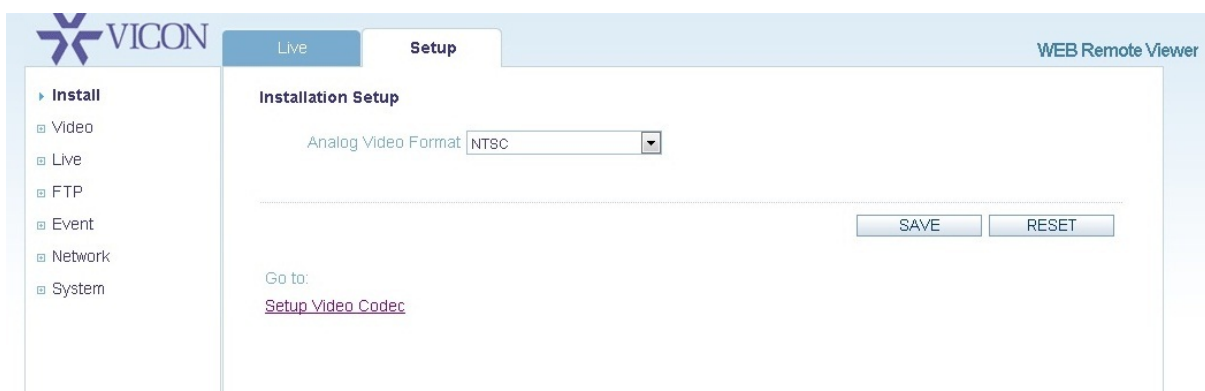 VICON
Live
Setup
WEB Remote Viewer
Install
Video
Live
FTP
Event
Network
System
Installation Setup
Analog Video Format NTSC
SAVE RESET
Go to:
Setup Video Codec